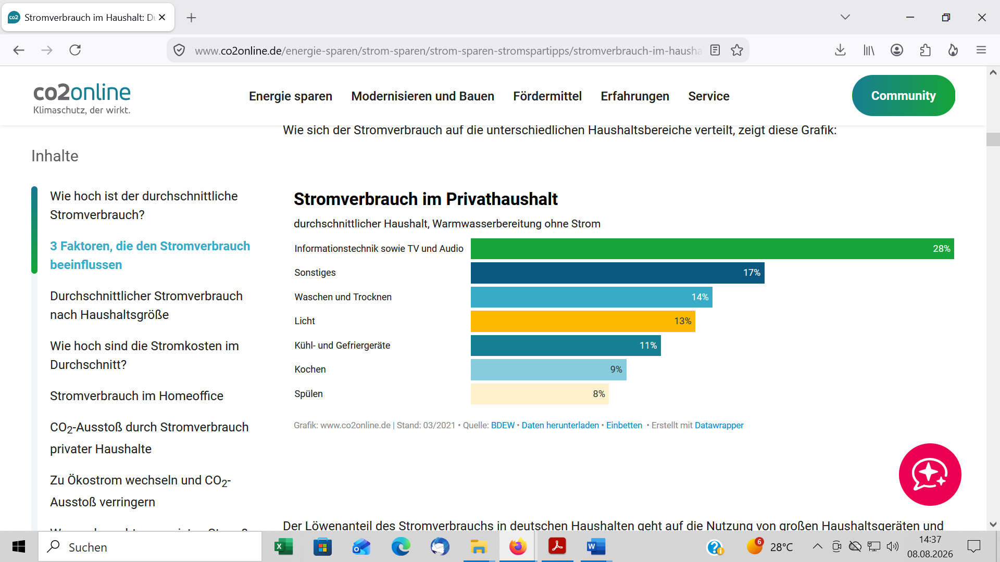 co2
Stromverbrauch im Haushalt: Du
www.co2online.de/energie-sparen/strom-sparen/strom-sparen-stromspartipps/stromverbrauch-im-hausha
co2online
Klimaschutz, der wirkt.
Energie sparen
Modernisieren und Bauen
Fördermittel
Erfahrungen
Service
Community
Wie sich der Stromverbrauch auf die unterschiedlichen Haushaltsbereiche verteilt, zeigt diese Grafik:
Inhalte
Wie hoch ist der durchschnittliche
Stromverbrauch?
3 Faktoren, die den Stromverbrauch
beeinflussen
Durchschnittlicher Stromverbrauch
nach Haushaltsgröße
Wie hoch sind die Stromkosten im
Durchschnitt?
Stromverbrauch im Homeoffice
CO2-Ausstoß durch Stromverbrauch
privater Haushalte
Zu Ökostrom wechseln und CO2-
Ausstoß verringern
Stromverbrauch im Privathaushalt
durchschnittlicher Haushalt, Warmwasserbereitung ohne Strom
Informationstechnik sowie TV und Audio 28%
Sonstiges 17%
Waschen und Trocknen 14%
Licht 13%
Kühl- und Gefriergeräte 11%
Kochen 9%
Spülen 8%
Grafik: www.co2online.de | Stand: 03/2021 • Quelle: BDEW • Daten herunterladen • Einbetten • Erstellt mit Datawrapper
Der Löwenanteil des Stromverbrauchs in deutschen Haushalten geht auf die Nutzung von großen Haushaltsgeräten und
Suchen
6
28°C
14:37
08.08.2026